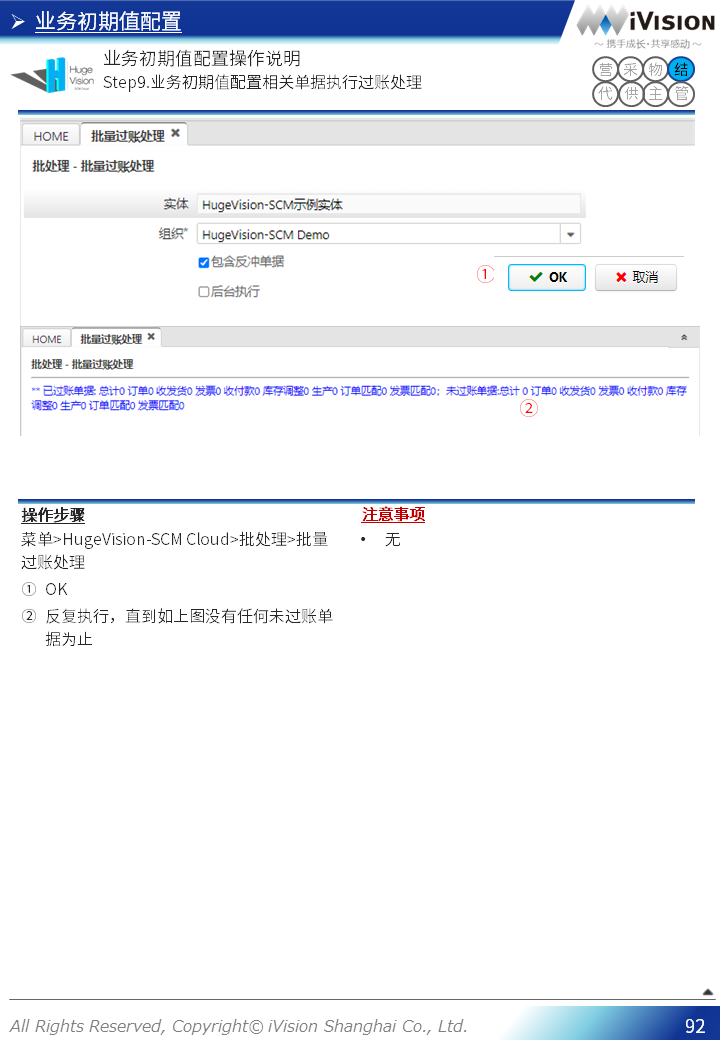 ➢ 业务初期值配置
iVision
～ 携手成长·共享感动 ～
Huge
Vision
业务初期值配置操作说明
Step9.业务初期值配置相关单据执行过账处理
营 采 物 结
代 供 主 管
HOME 批量过账处理 ✖
批处理 - 批量过账处理
实体 HugeVision-SCM示例实体
组织* HugeVision-SCM Demo
包含反冲单据
① OK 取消
后台执行
HOME 批量过账处理 ✖
批处理 - 批量过账处理
** 已过账单据: 总计0 订单0 收发货0 发票0 收付款0 库存调整0 生产0 订单匹配0 发票匹配0；未过账单据:总计 0 订单0 收发货0 发票0 收付款0 库存
调整0 生产0 订单匹配0 发票匹配0
②
操作步骤
菜单>HugeVision-SCM Cloud>批处理>批量
过账处理
① OK
② 反复执行，直到如上图没有任何未过账单
据为止
注意事项
• 无
All Rights Reserved, Copyright© iVision Shanghai Co., Ltd.
92